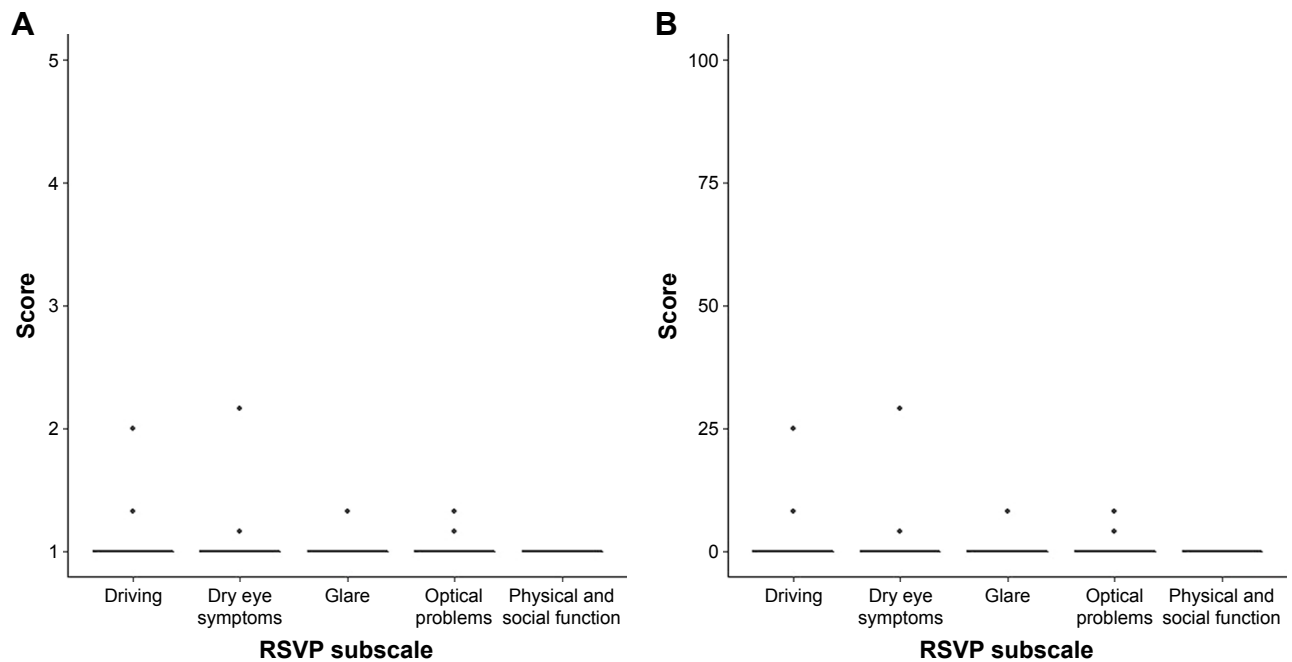 A
5
4
3
2
1
Score
Driving
Dry eye
symptoms
Glare
Optical
problems
Physical and
social function
RSVP subscale
B
100
75
50
25
0
Score
Driving
Dry eye
symptoms
Glare
Optical
problems
Physical and
social function
RSVP subscale